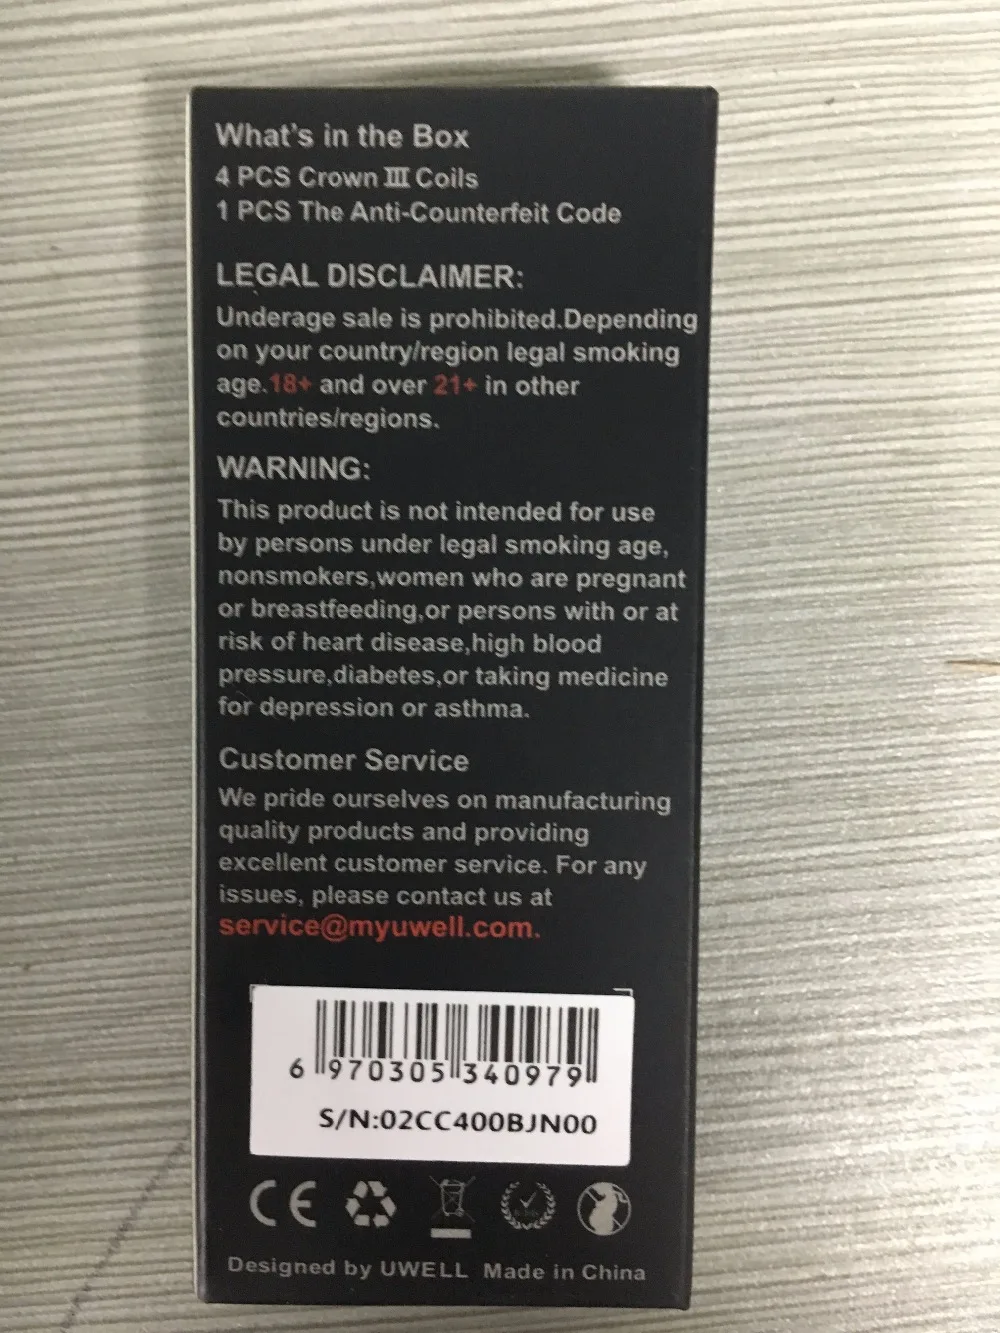 What's in the Box
4 PCS Crown III Coils
1 PCS The Anti-Counterfeit Code
LEGAL DISCLAIMER:
Underage sale is prohibited.Depending
on your country/region legal smoking
age.18+ and over 21+ in other
countries/regions.
WARNING:
This product is not intended for use
by persons under legal smoking age,
nonsmokers,women who are pregnant
or breastfeeding,or persons with or at
risk of heart disease,high blood
pressure,diabetes,or taking medicine
for depression or asthma.
Customer Service
We pride ourselves on manufacturing
quality products and providing
excellent customer service. For any
issues, please contact us at
service@myuwell.com.
6 970305 340979
S/N:02CC400BJN00
CE
Designed by UWELL Made in China